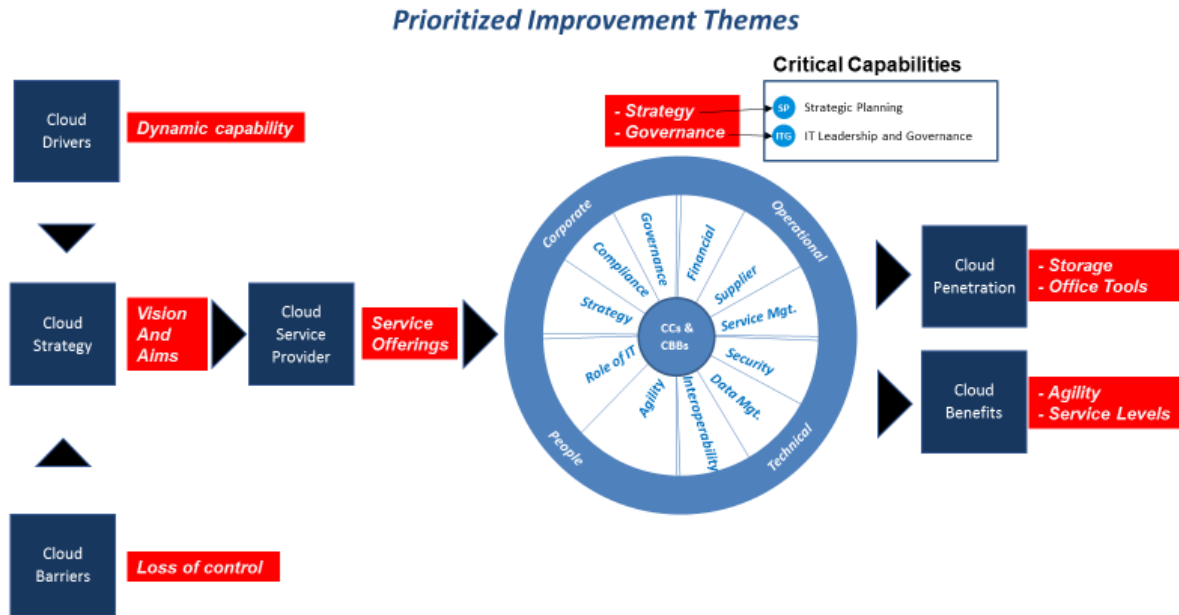 Prioritized Improvement Themes
Critical Capabilities
- Strategy
- Governance
SP
Strategic Planning
ITG
IT Leadership and Governance
Cloud
Drivers
Dynamic capability
Cloud
Strategy
Vision
And
Aims
Cloud
Service
Provider
Service
Offerings
Cloud
Barriers
Loss of control
Corporate
Operational
People
Technical
Governance
Compliance
Strategy
Role of IT
Agility
Financial
Supplier
Service Mgt.
Security
Data Mgt.
Interoperability
CCs &
CBBs
Cloud
Penetration
- Storage
- Office Tools
Cloud
Benefits
- Agility
- Service Levels